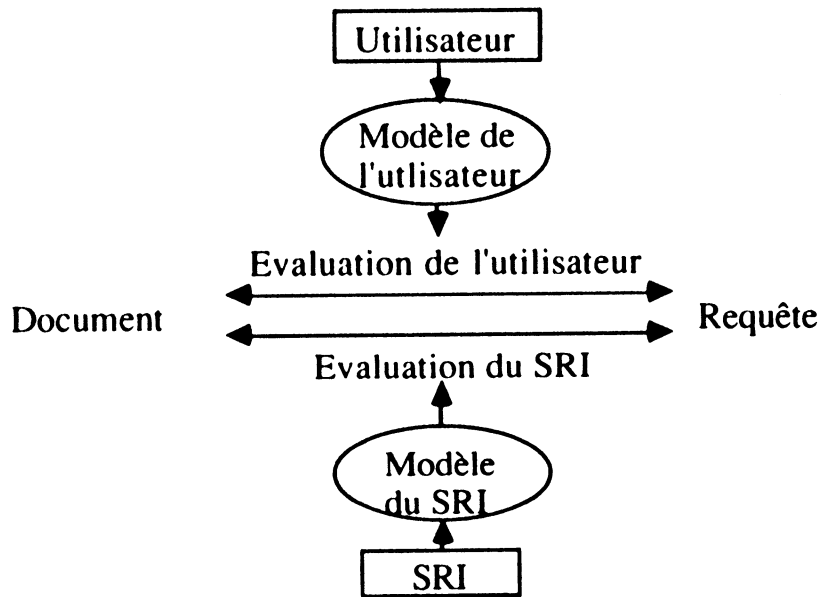 Utilisateur
Modèle de
l'utlisateur
Evaluation de l'utilisateur
Document
Requête
Evaluation du SRI
Modèle
du SRI
SRI